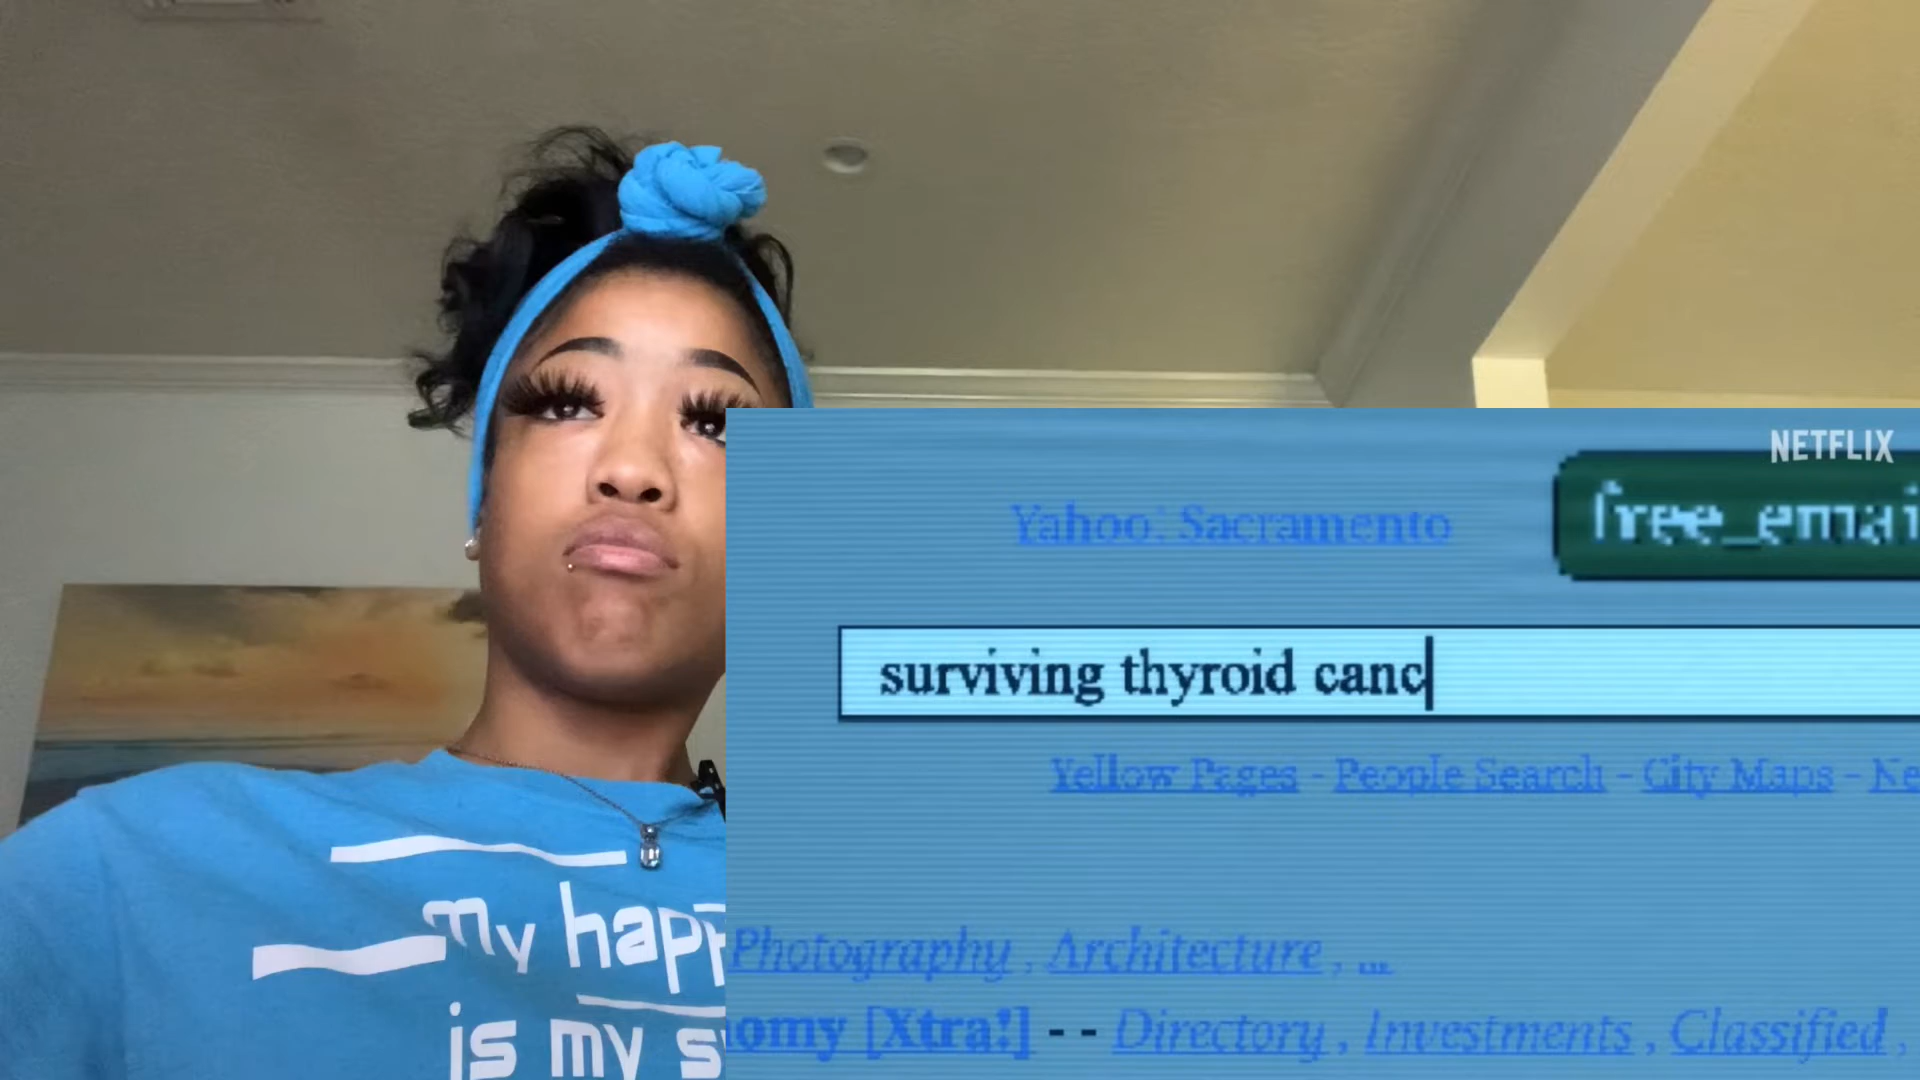 NETFLIX
Yahoo! Sacramento
free_emai
surviving thyroid canc
Yellow Pages - People Search - City Maps - Ne
Photography, Architecture, ...
omy [Xtra!] - - Directory, Investments, Classified,
my happ
is my s